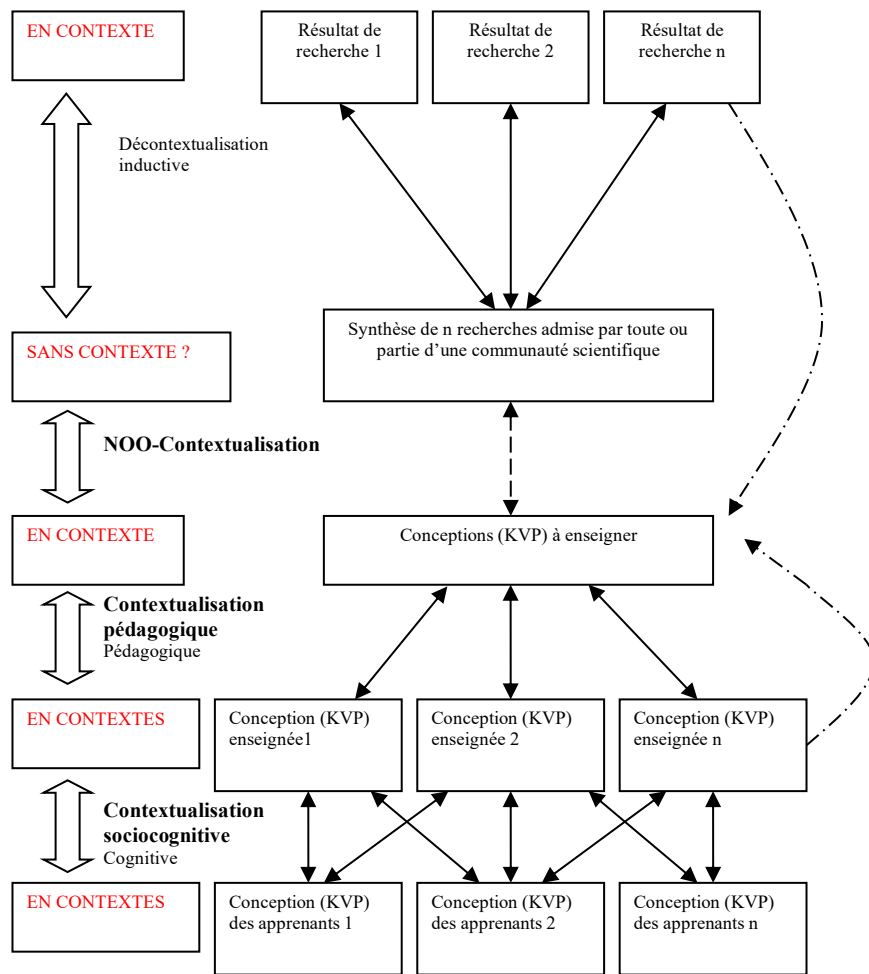 EN CONTEXTE
Résultat de
recherche 1
Résultat de
recherche 2
Résultat de
recherche n
Décontextualisation
inductive
SANS CONTEXTE ?
Synthèse de n recherches admise par toute ou
partie d’une communauté scientifique
NOO-Contextualisation
EN CONTEXTE
Conceptions (KVP) à enseigner
Contextualisation
pédagogique
Pédagogique
EN CONTEXTES
Conception (KVP)
enseignée1
Conception (KVP)
enseignée 2
Conception (KVP)
enseignée n
Contextualisation
sociocognitive
Cognitive
EN CONTEXTES
Conception (KVP)
des apprenants 1
Conception (KVP)
des apprenants 2
Conception (KVP)
des apprenants n